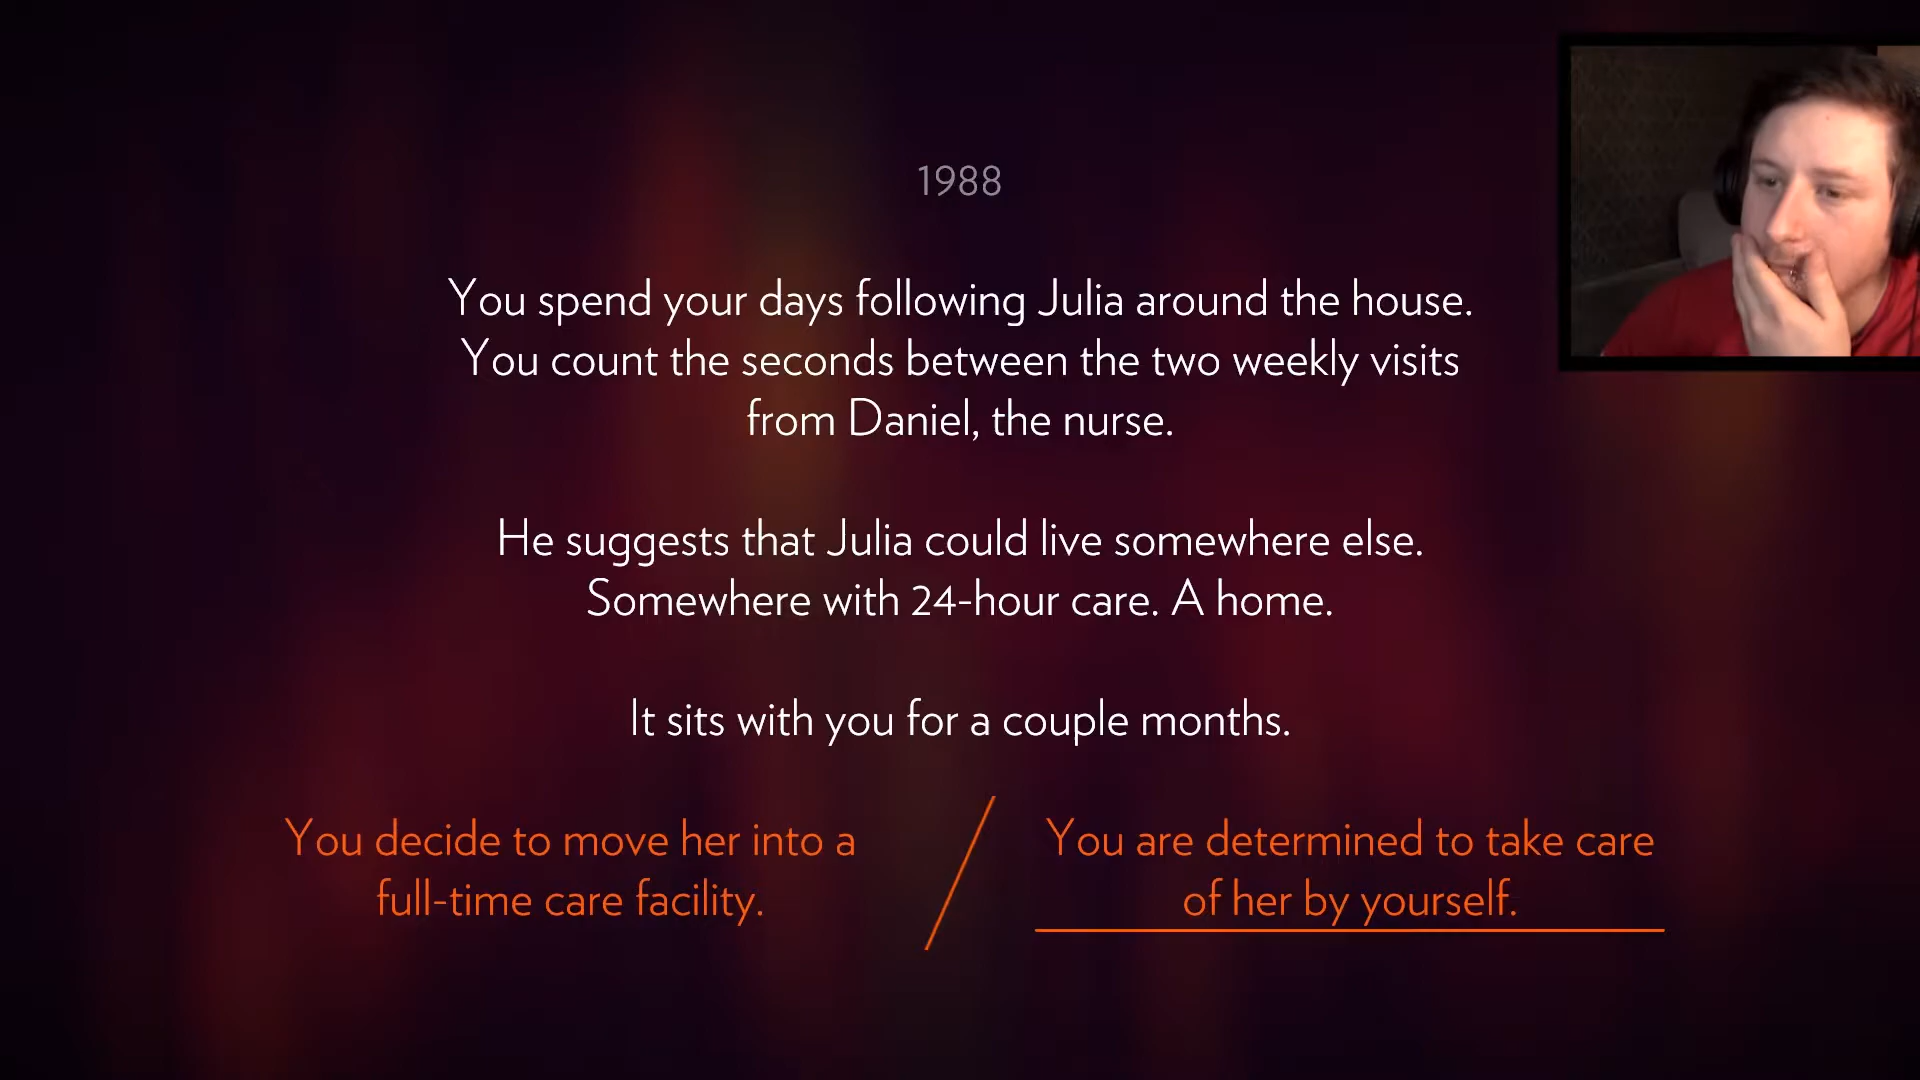 1988
You spend your days following Julia around the house.
You count the seconds between the two weekly visits
from Daniel, the nurse.
He suggests that Julia could live somewhere else.
Somewhere with 24-hour care. A home.
It sits with you for a couple months.
You decide to move her into a
full-time care facility.
You are determined to take care
of her by yourself.